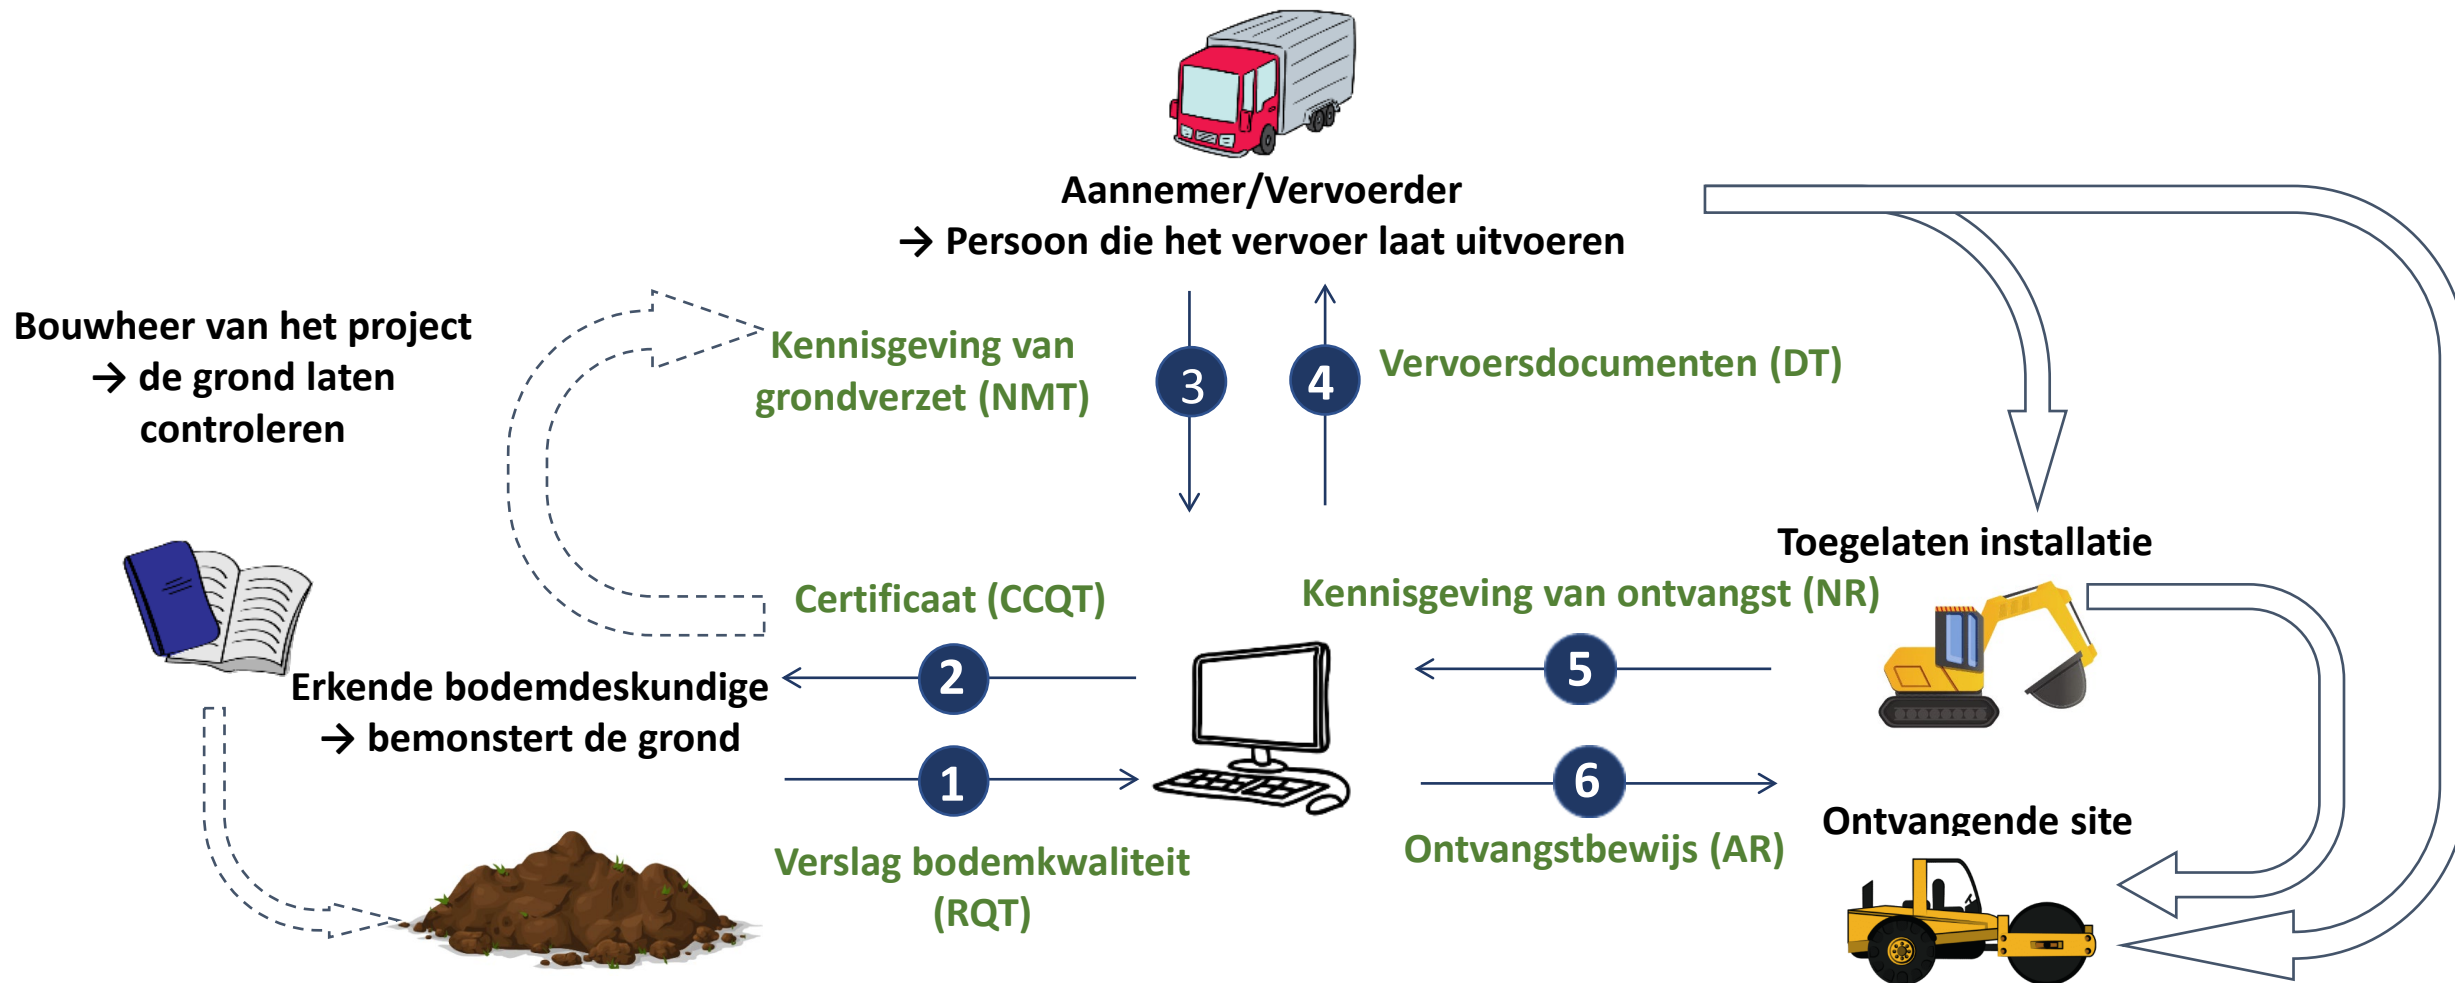 Aannemer/Vervoerder
→ Persoon die het vervoer laat uitvoeren
Bouwheer van het project
→ de grond laten
controleren
Kennisgeving van
grondverzet (NMT)
3
4
Vervoersdocumenten (DT)
Toegelaten installatie
Certificaat (CCQT)
Kennisgeving van ontvangst (NR)
2
5
Erkende bodemdeskundige
→ bemonstert de grond
1
6
Verslag bodemkwaliteit
(RQT)
Ontvangstbewijs (AR)
Ontvangende site